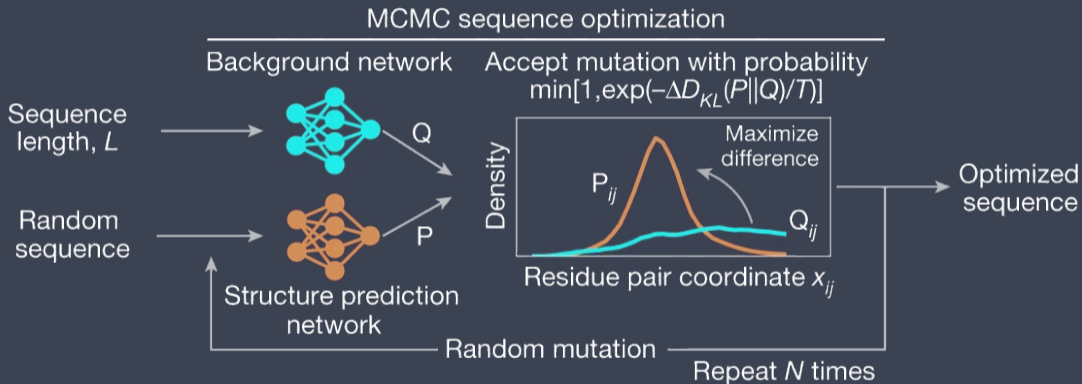 MCMC sequence optimization
Background network
Accept mutation with probability
min[1,exp(–ΔD_KL(P||Q)/T)]
Sequence
length, L
Q
Random
sequence
P
Structure prediction
network
Density
Maximize
difference
P_ij
Q_ij
Residue pair coordinate x_ij
Optimized
sequence
Random mutation
Repeat N times